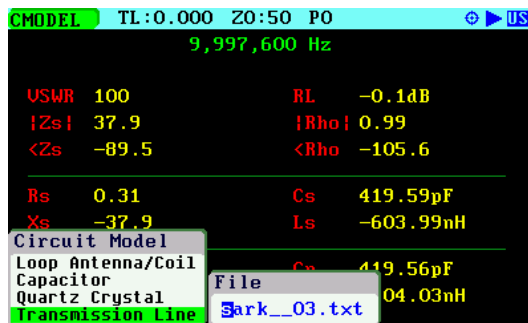 CMODEL TL:0.000 Z0:50 PO US
9,997,600 Hz
VSWR 100 RL -0.1dB
|Zs| 37.9 |Rho| 0.99
<Zs -89.5 <Rho -105.6
Rs 0.31 Cs 419.59pF
Xs -37.9 Ls -603.99nH
Circuit Model
Loop Antenna/Coil
Capacitor
Quartz Crystal
Transmission Line
Cp 419.56pF
04.03nH
File
Sark__03.txt